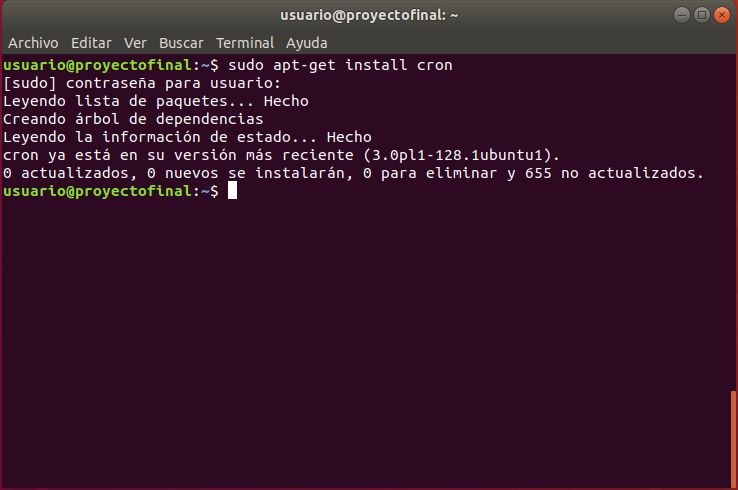 usuario@proyectofinal: ~
Archivo Editar Ver Buscar Terminal Ayuda
usuario@proyectofinal:~$ sudo apt-get install cron
[sudo] contraseña para usuario:
Leyendo lista de paquetes... Hecho
Creando árbol de dependencias
Leyendo la información de estado... Hecho
cron ya está en su versión más reciente (3.0pl1-128.1ubuntu1).
0 actualizados, 0 nuevos se instalarán, 0 para eliminar y 655 no actualizados.
usuario@proyectofinal:~$